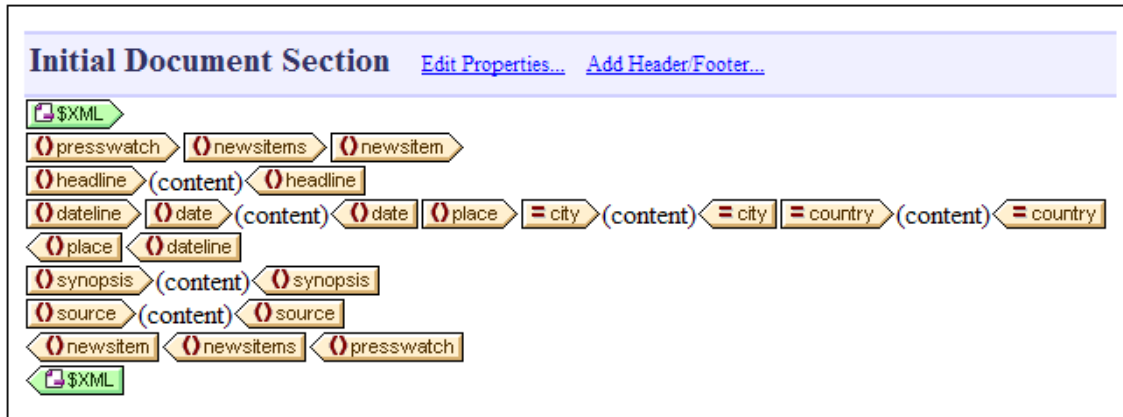 Initial Document Section Edit Properties... Add Header/Footer...
$XML
() presswatch () newsitems () newsitem
() headline (content) () headline
() dateline () date (content) () date () place = city (content) = city = country (content) = country
() place () dateline
() synopsis (content) () synopsis
() source (content) () source
() newsitem () newsitems () presswatch
$XML